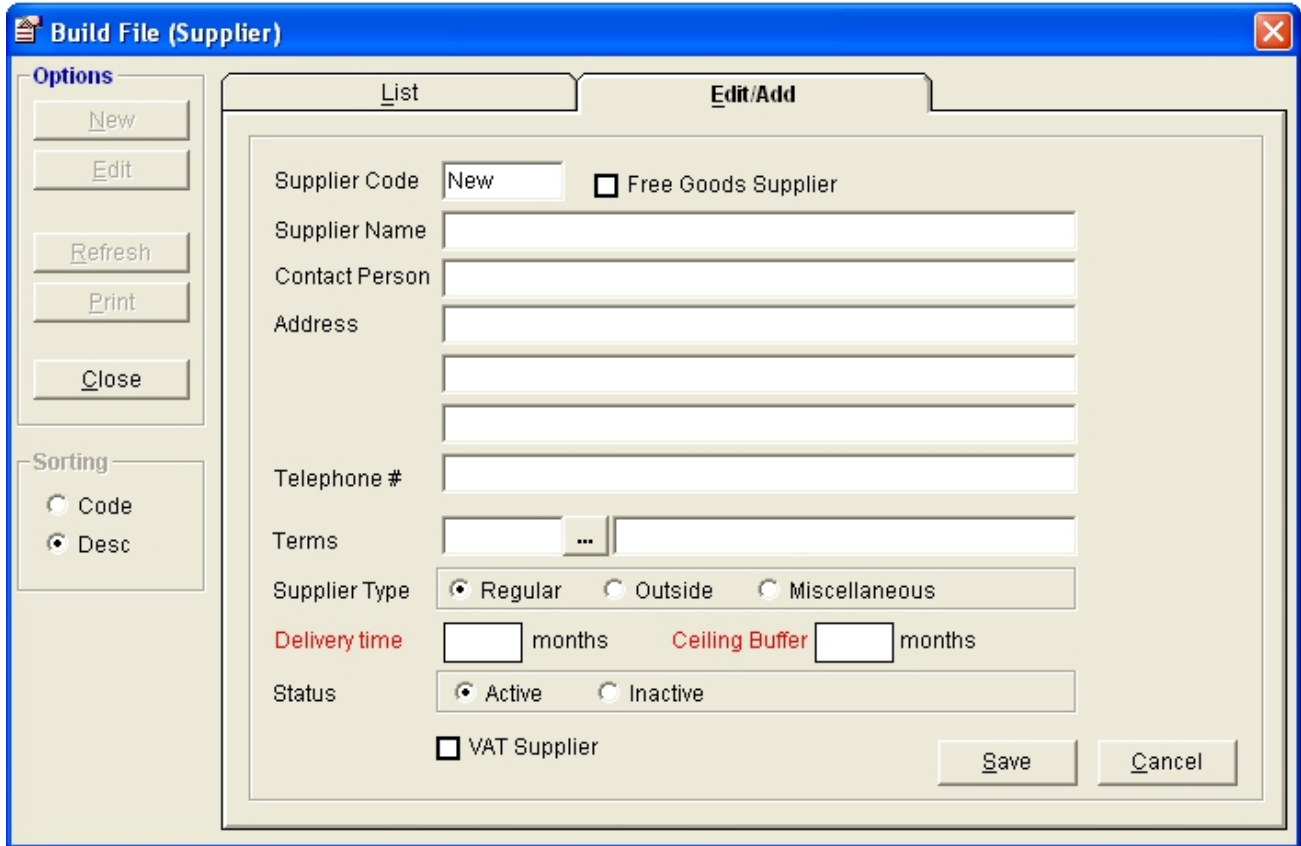 Build File (Supplier)
Options
New
Edit
Refresh
Print
Close
Sorting
Code
Desc
List
Edit/Add
Supplier Code New Free Goods Supplier
Supplier Name
Contact Person
Address
Telephone #
Terms ...
Supplier Type Regular Outside Miscellaneous
Delivery time months Ceiling Buffer months
Status Active Inactive
VAT Supplier
Save Cancel